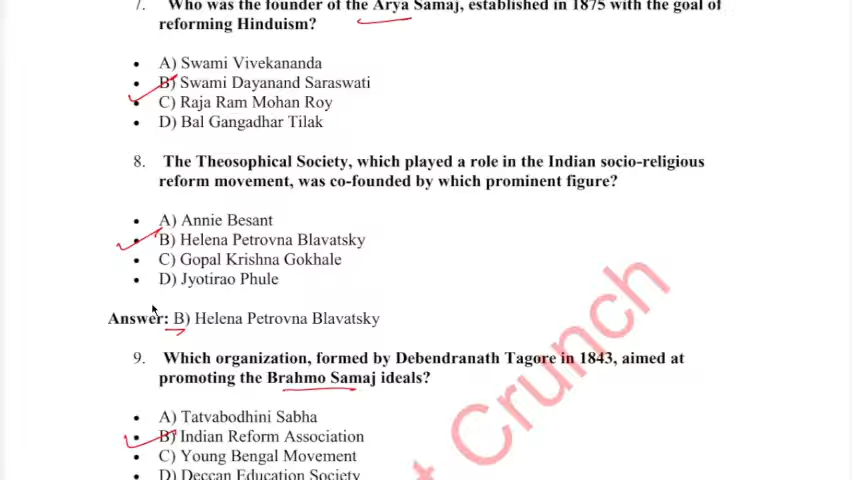 7. Who was the founder of the Arya Samaj, established in 1875 with the goal of
reforming Hinduism?
• A) Swami Vivekananda
• B) Swami Dayanand Saraswati
• C) Raja Ram Mohan Roy
• D) Bal Gangadhar Tilak
8. The Theosophical Society, which played a role in the Indian socio-religious
reform movement, was co-founded by which prominent figure?
• A) Annie Besant
• B) Helena Petrovna Blavatsky
• C) Gopal Krishna Gokhale
• D) Jyotirao Phule
Answer: B) Helena Petrovna Blavatsky
9. Which organization, formed by Debendranath Tagore in 1843, aimed at
promoting the Brahmo Samaj ideals?
• A) Tatvabodhini Sabha
• B) Indian Reform Association
• C) Young Bengal Movement
• D) Deccan Education Society
t Crunch